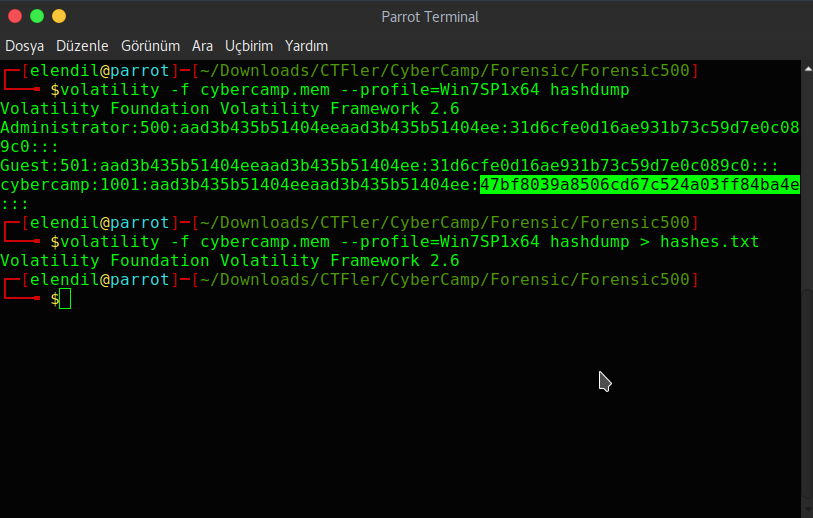 Parrot Terminal
Dosya Düzenle Görünüm Ara Uçbirim Yardım
[elendil@parrot]─[~/Downloads/CTFler/CyberCamp/Forensic/Forensic500]
$volatility -f cybercamp.mem --profile=Win7SP1x64 hashdump
Volatility Foundation Volatility Framework 2.6
Administrator:500:aad3b435b51404eeaad3b435b51404ee:31d6cfe0d16ae931b73c59d7e0c08
9c0:::
Guest:501:aad3b435b51404eeaad3b435b51404ee:31d6cfe0d16ae931b73c59d7e0c089c0:::
cybercamp:1001:aad3b435b51404eeaad3b435b51404ee:47bf8039a8506cd67c524a03ff84ba4e
:::
[elendil@parrot]─[~/Downloads/CTFler/CyberCamp/Forensic/Forensic500]
$volatility -f cybercamp.mem --profile=Win7SP1x64 hashdump > hashes.txt
Volatility Foundation Volatility Framework 2.6
[elendil@parrot]─[~/Downloads/CTFler/CyberCamp/Forensic/Forensic500]
$